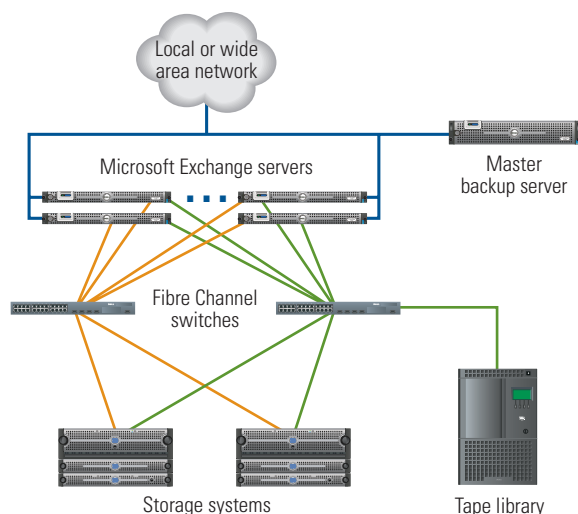 Local or wide
area network
Microsoft Exchange servers
Master
backup server
Fibre Channel
switches
Storage systems
Tape library